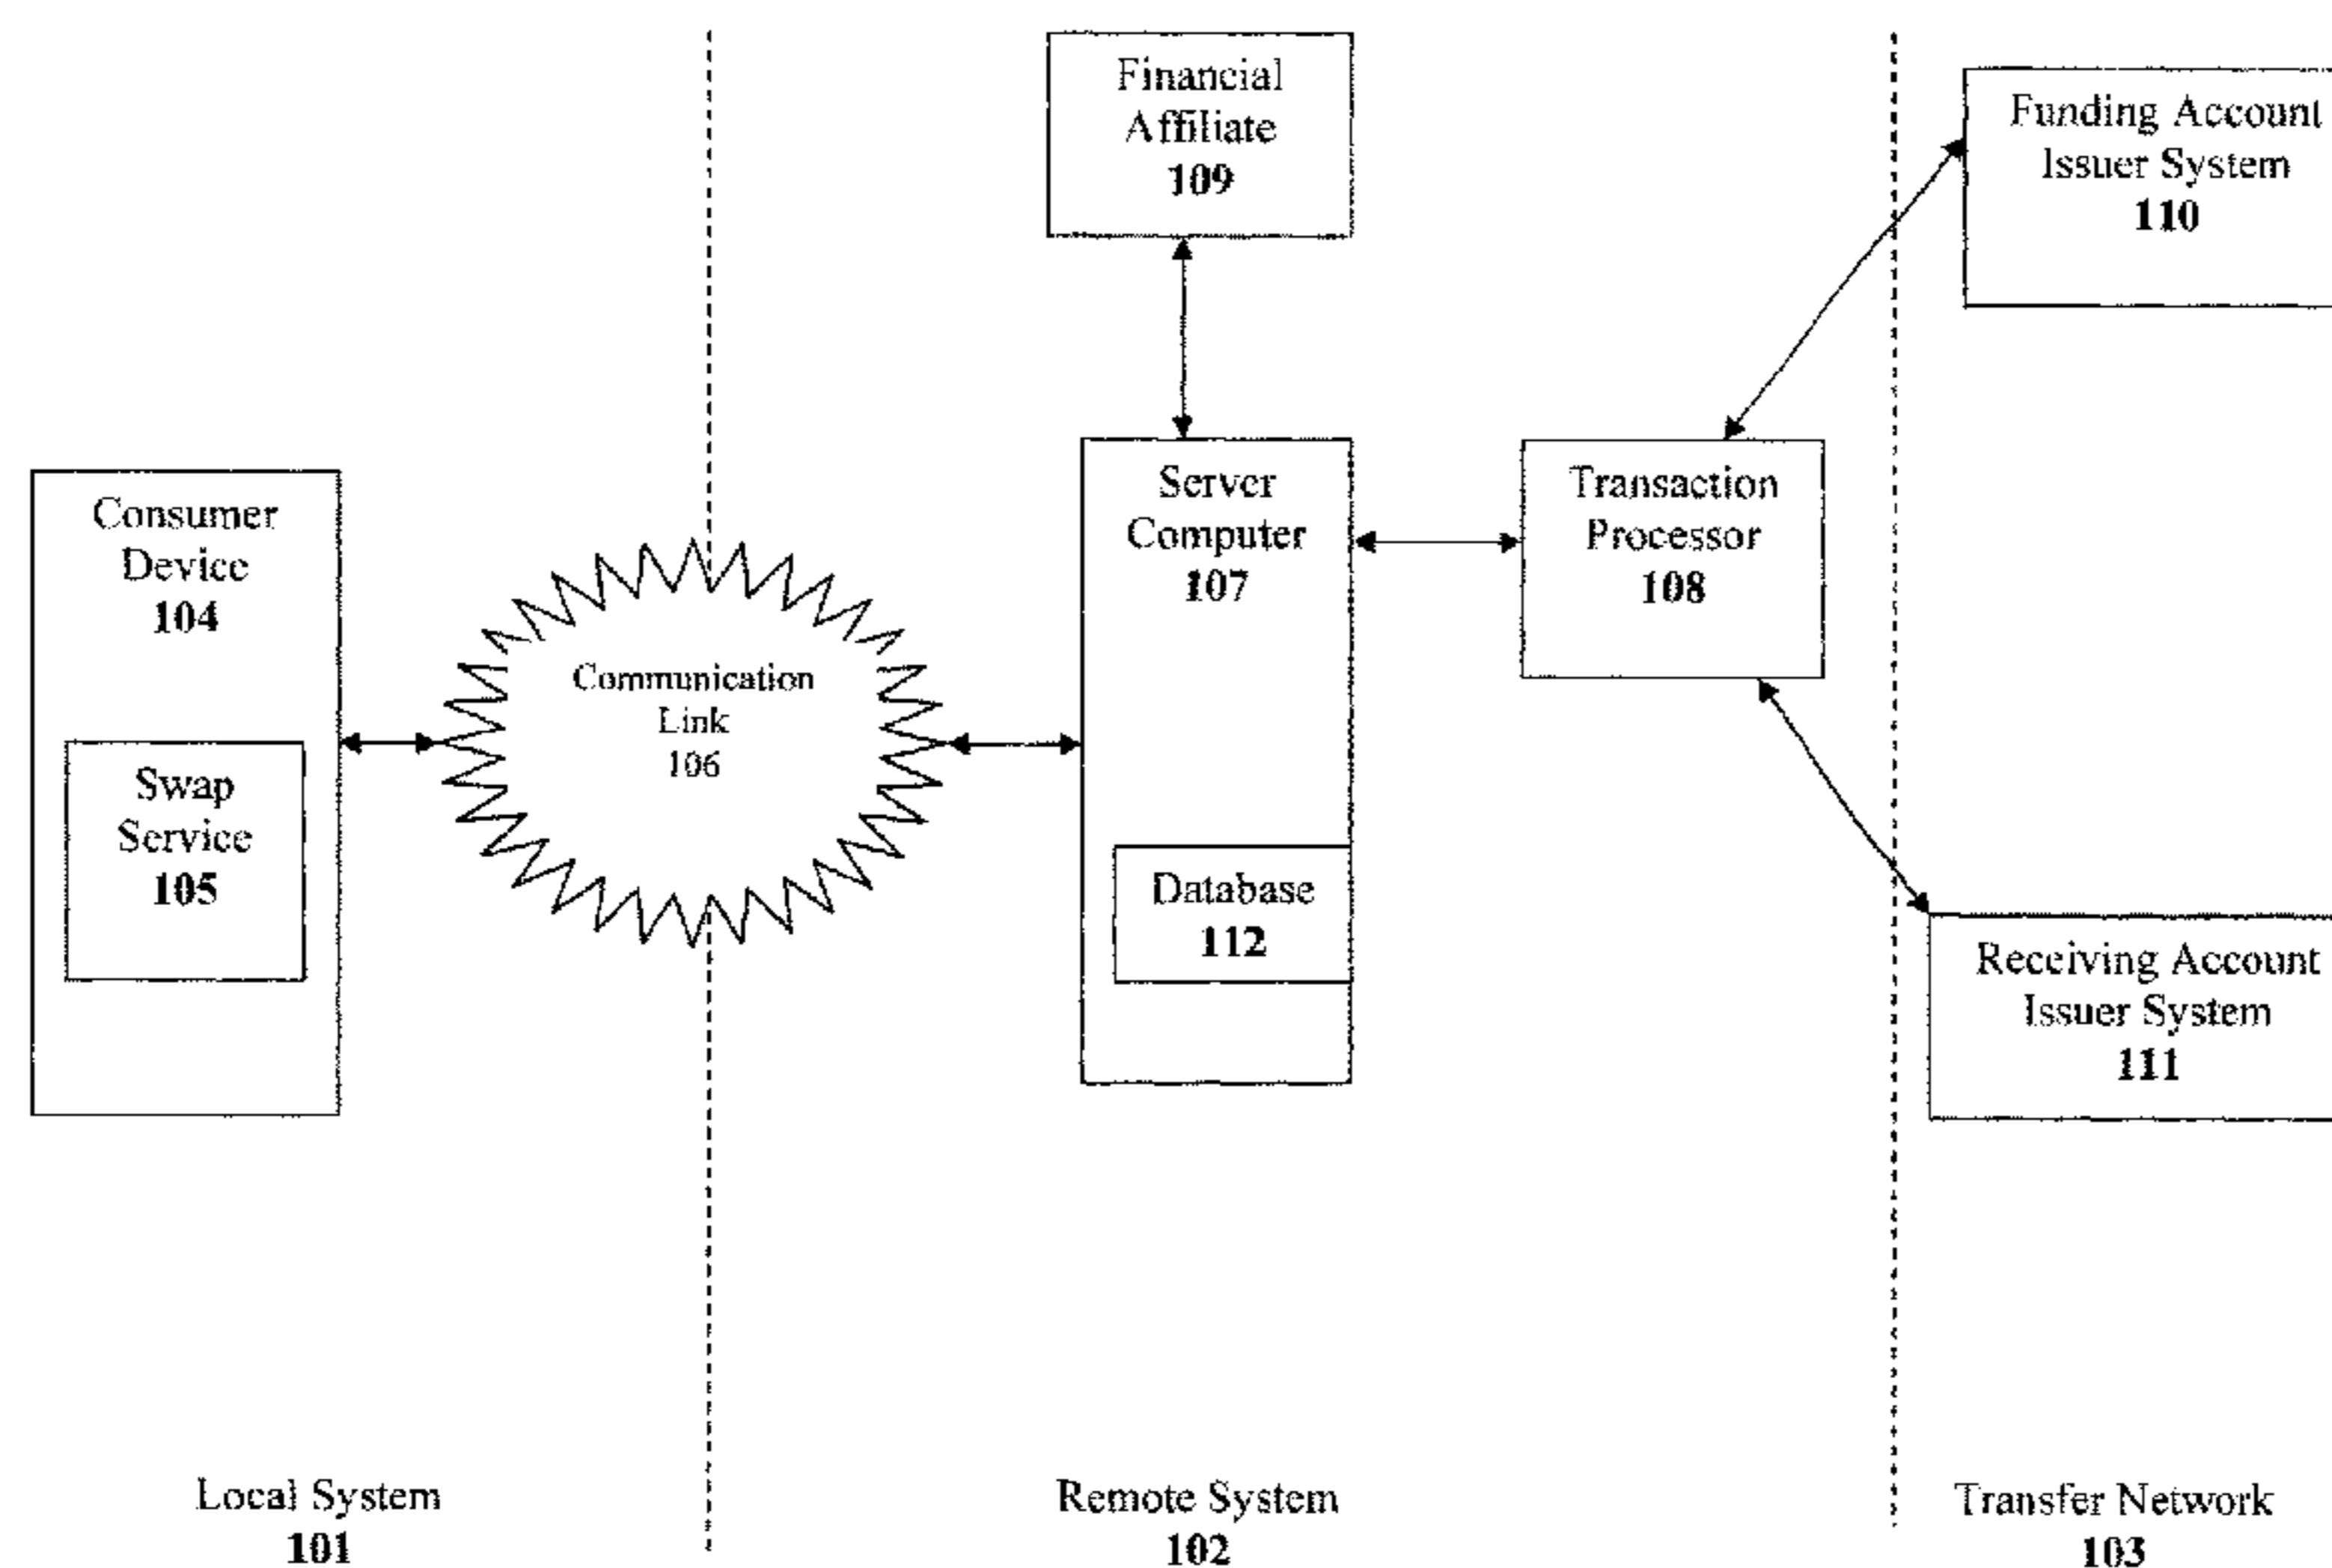 Financial
Affiliate
109
Funding Account
Issuer System
110
Consumer
Device
104
Swap
Service
105
Communication
Link
106
Server
Computer
107
Database
112
Transaction
Processor
108
Receiving Account
Issuer System
111
Local System
101
Remote System
102
Transfer Network
103